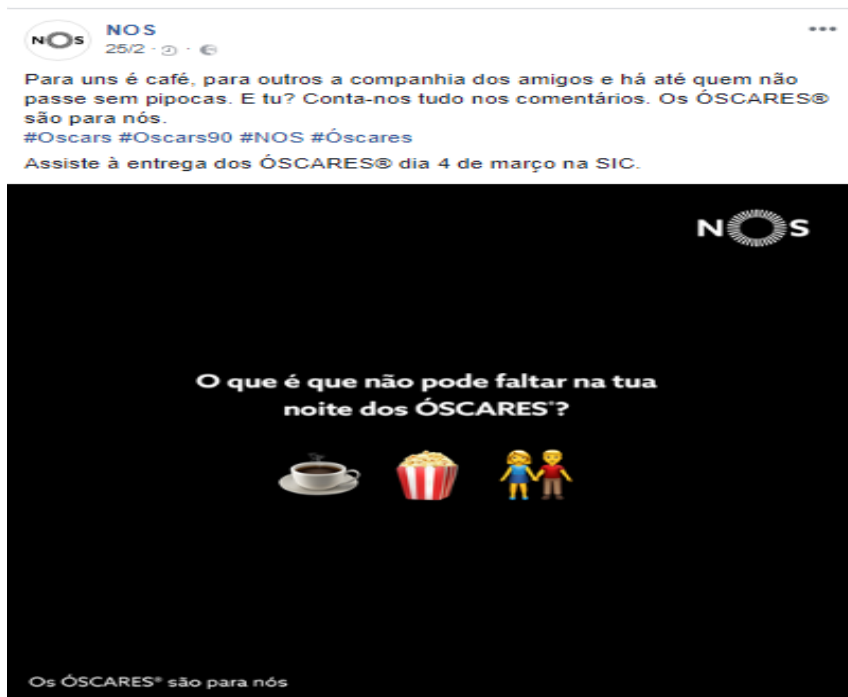 NOS
NOS
25/2
Para uns é café, para outros a companhia dos amigos e há até quem não
passe sem pipocas. E tu? Conta-nos tudo nos comentários. Os ÓSCARES®
são para nós.
#Oscars #Oscars90 #NOS #Óscares
Assiste à entrega dos ÓSCARES® dia 4 de março na SIC.
NOS
O que é que não pode faltar na tua
noite dos ÓSCARES®?
Os ÓSCARES® são para nós